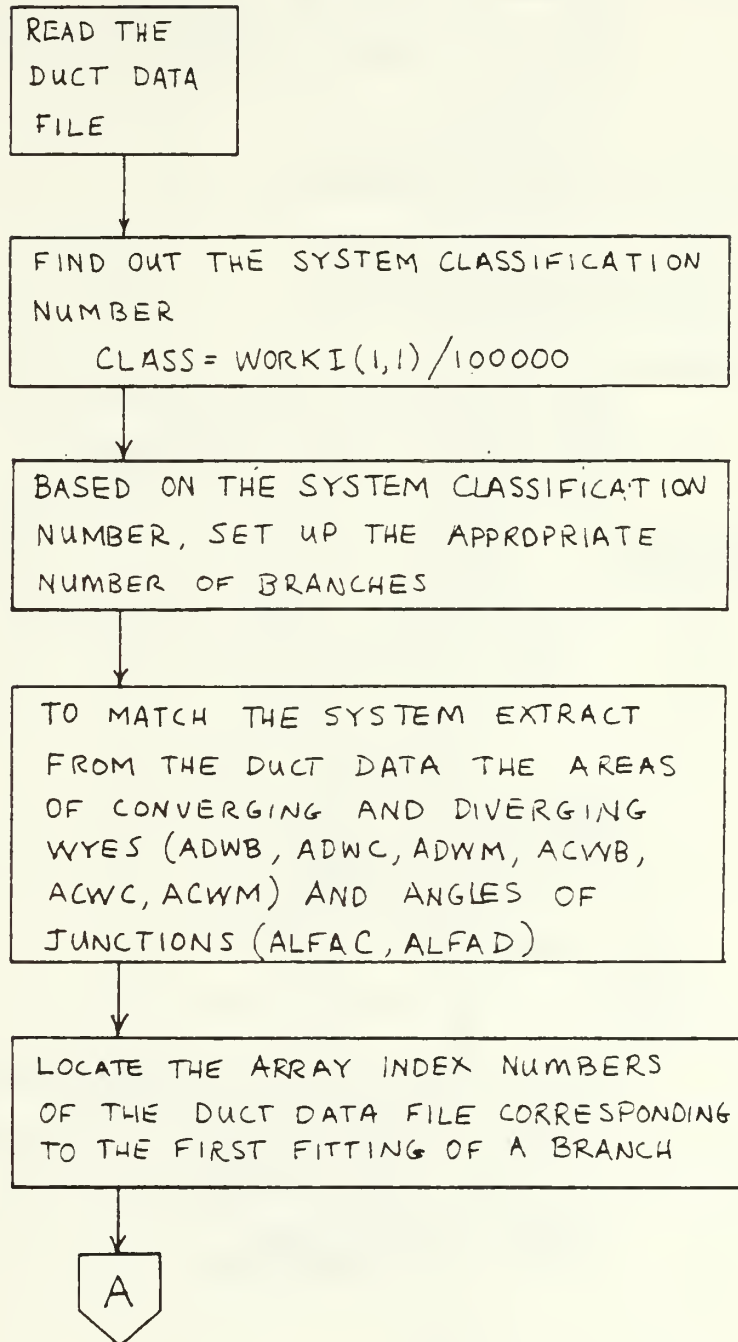 READ THE
DUCT DATA
FILE
FIND OUT THE SYSTEM CLASSIFICATION
NUMBER
CLASS = WORKI(1,1)/100000
BASED ON THE SYSTEM CLASSIFICATION
NUMBER, SET UP THE APPROPRIATE
NUMBER OF BRANCHES
TO MATCH THE SYSTEM EXTRACT
FROM THE DUCT DATA THE AREAS
OF CONVERGING AND DIVERGING
WYES (ADWB, ADWC, ADWM, ACWB,
ACWC, ACWM) AND ANGLES OF
JUNCTIONS (ALFAC, ALFAD)
LOCATE THE ARRAY INDEX NUMBERS
OF THE DUCT DATA FILE CORRESPONDING
TO THE FIRST FITTING OF A BRANCH
A